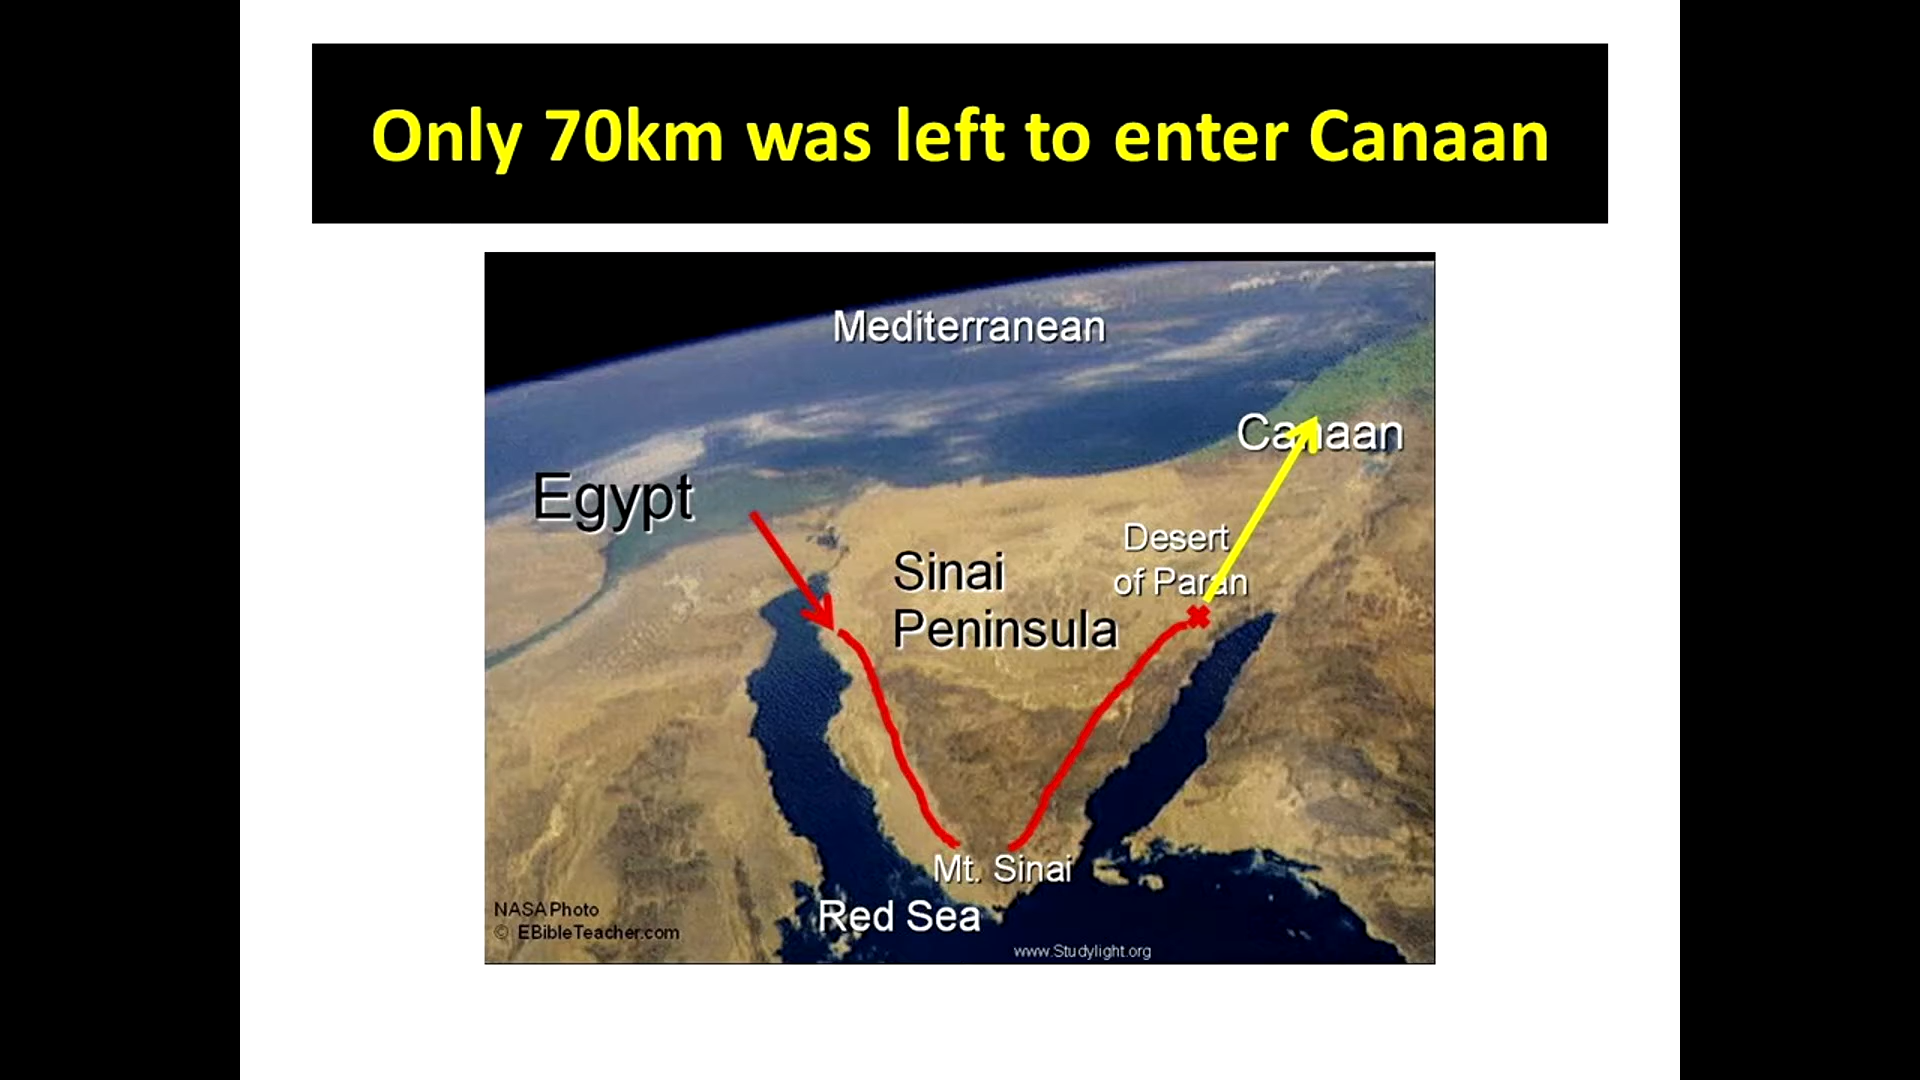 Only 70km was left to enter Canaan
Mediterranean
Canaan
Egypt
Desert
of Paran
Sinai
Peninsula
Mt. Sinai
Red Sea
NASA Photo
© EBibleTeacher.com
www.Studylight.org